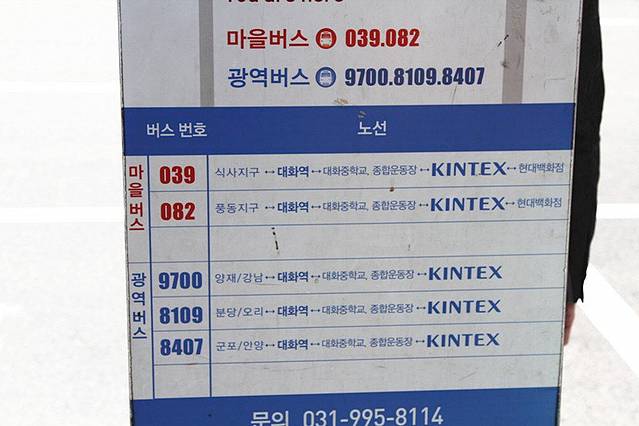 You are here
마을버스 039.082
광역버스 9700.8109.8407
버스 번호 노선
마을버스
039 식사지구 ↔ 대화역 ↔ 대화중학교, 종합운동장 ↔ KINTEX ↔ 현대백화점
082 풍동지구 ↔ 대화역 ↔ 대화중학교, 종합운동장 ↔ KINTEX ↔ 현대백화점
광역버스
9700 양재/강남 ↔ 대화역 ↔ 대화중학교, 종합운동장 ↔ KINTEX
8109 분당/오리 ↔ 대화역 ↔ 대화중학교, 종합운동장 ↔ KINTEX
8407 군포/안양 ↔ 대화역 ↔ 대화중학교, 종합운동장 ↔ KINTEX
문의 031-995-8114